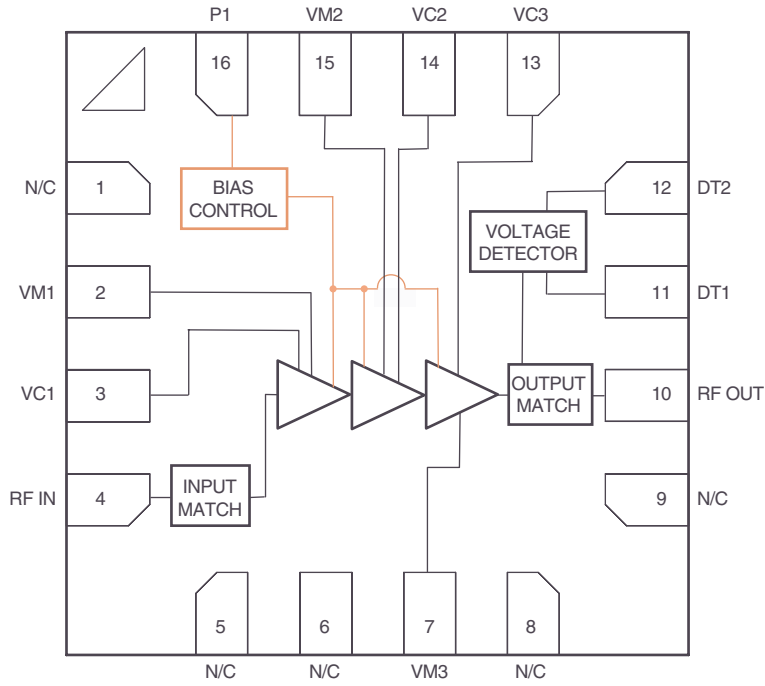 P1 VM2 VC2 VC3
16 15 14 13
N/C 1
BIAS
CONTROL
12 DT2
VOLTAGE
DETECTOR
VM1 2
11 DT1
VC1 3
OUTPUT
MATCH
10 RF OUT
RF IN 4
INPUT
MATCH
9 N/C
5 6 7 8
N/C N/C VM3 N/C